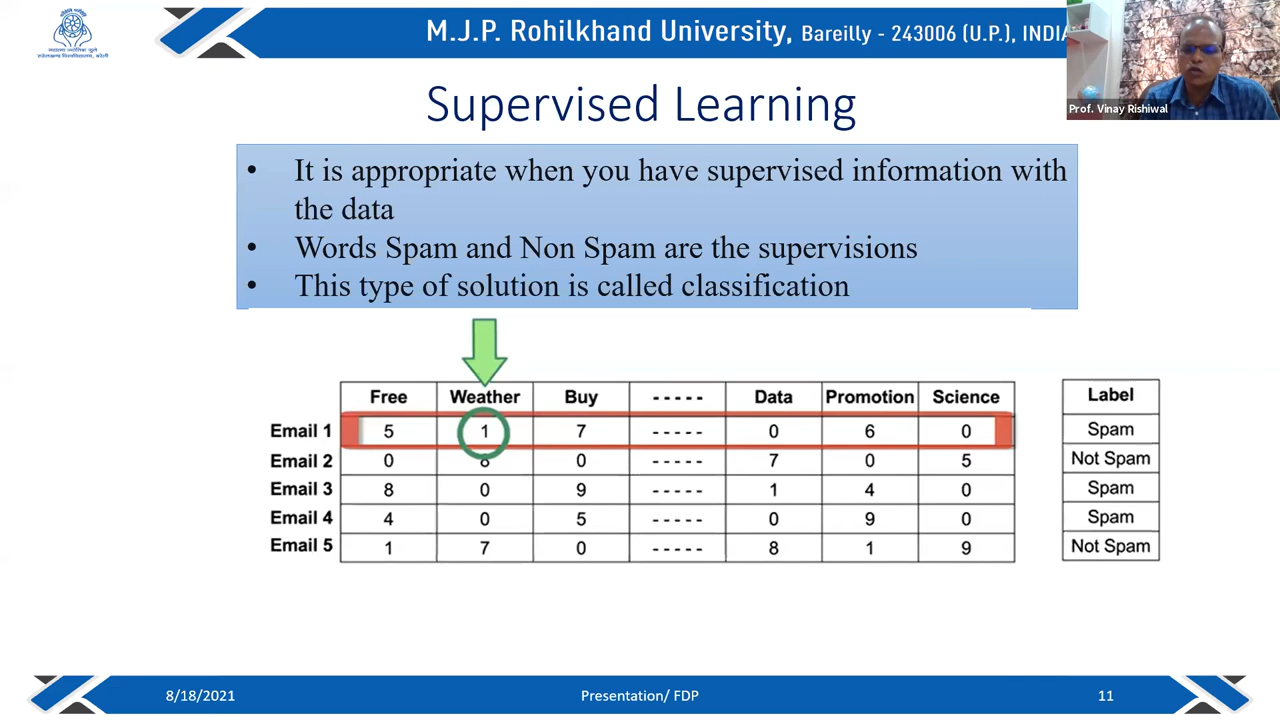 M.J.P. Rohilkhand University, Bareilly - 243006 (U.P.), INDIA
Prof. Vinay Rishiwal
Supervised Learning
• It is appropriate when you have supervised information with
the data
• Words Spam and Non Spam are the supervisions
• This type of solution is called classification
Free Weather Buy - - - - - Data Promotion Science Label
Email 1 5 1 7 - - - - - 0 6 0 Spam
Email 2 0 8 0 - - - - - 7 0 5 Not Spam
Email 3 8 0 9 - - - - - 1 4 0 Spam
Email 4 4 0 5 - - - - - 0 9 0 Spam
Email 5 1 7 0 - - - - - 8 1 9 Not Spam
8/18/2021 Presentation/ FDP 11